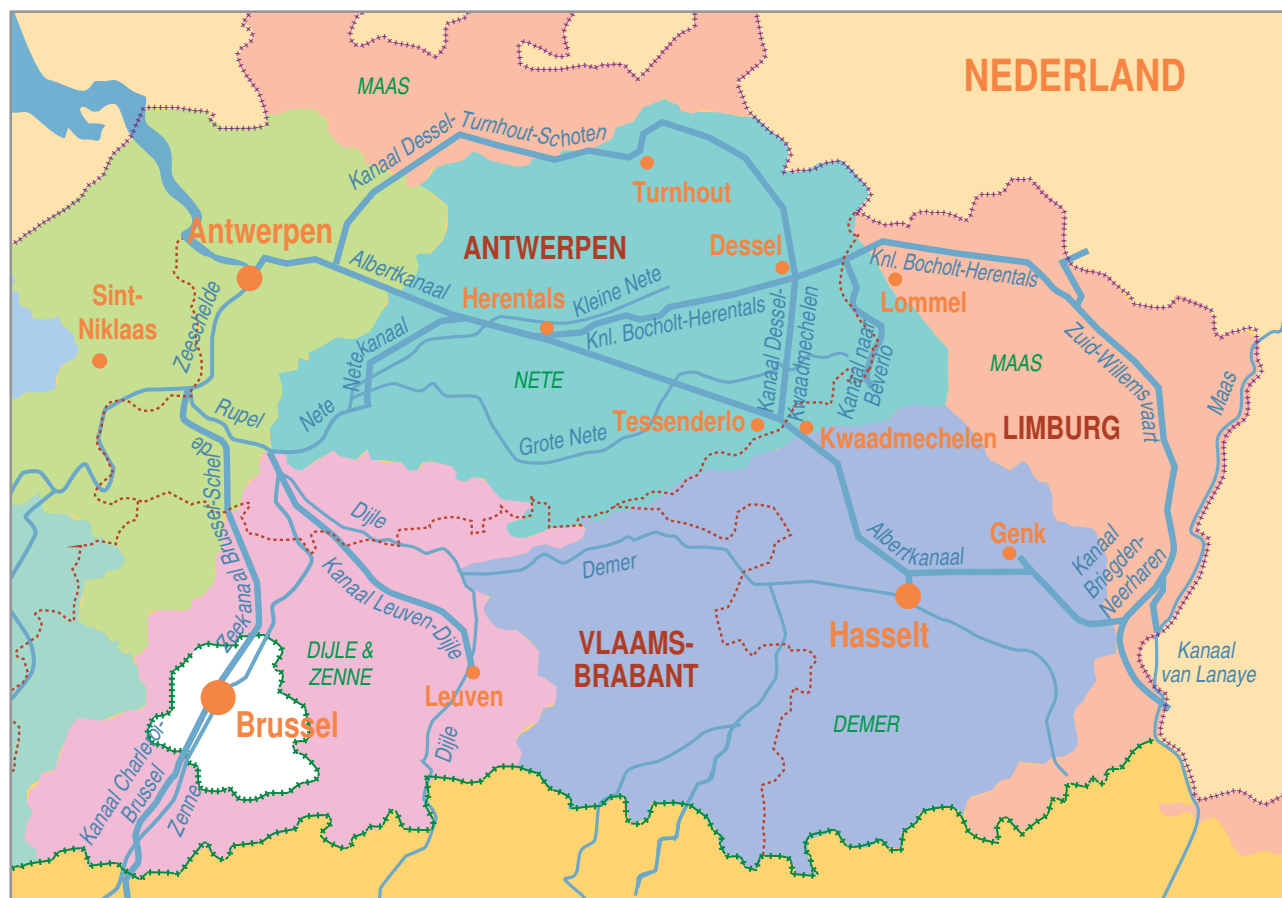 NEDERLAND
MAAS
Kanaal Dessel- Turnhout-Schoten
Turnhout
Antwerpen
ANTWERPEN
Dessel
Albertkanaal
Herentals
Kleine Nete
Knl. Bocholt-Herentals
Lommel
Sint-
Niklaas
Zeeschelde
Netekanaal
Knl. Bocholt-Herentals
Kanaal Dessel-
Kwaadmechelen
Kanaal naar
Beverlo
Zuid-Willemsvaart
Maas
MAAS
NETE
Nete
Rupel
Grote Nete
Tessenderlo
Kwaadmechelen
LIMBURG
Zeekanaal Brussel-Schel
de
Dijle
Kanaal Leuven-Dijle
Demer
Albertkanaal
Genk
Kanaal
Briegden-
Neerharen
Hasselt
DIJLE &
ZENNE
VLAAMS-
BRABANT
Leuven
Kanaal
van Lanaye
Brussel
DEMER
Dijle
Kanaal Charleroi-
Brussel
Zenne